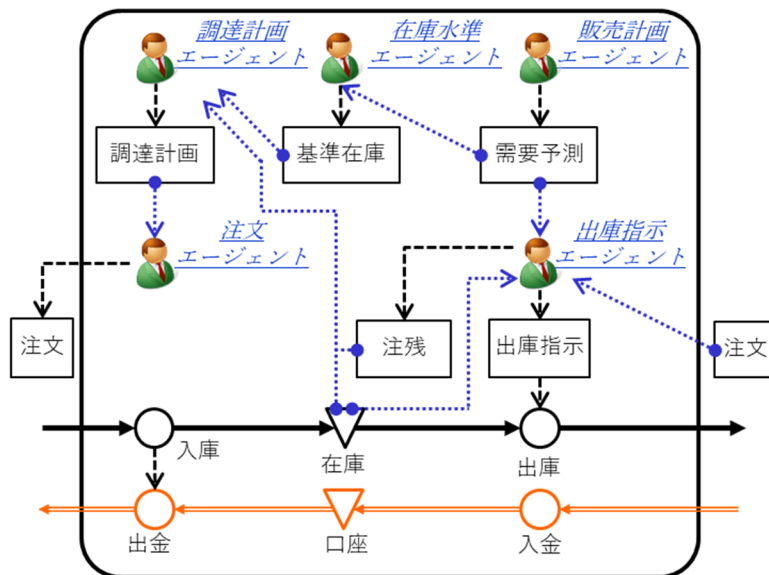 調達計画
エージェント
在庫水準
エージェント
販売計画
エージェント
調達計画
基準在庫
需要予測
注文
エージェント
出庫指示
エージェント
注文
注残
出庫指示
注文
入庫
在庫
出庫
出金
口座
入金